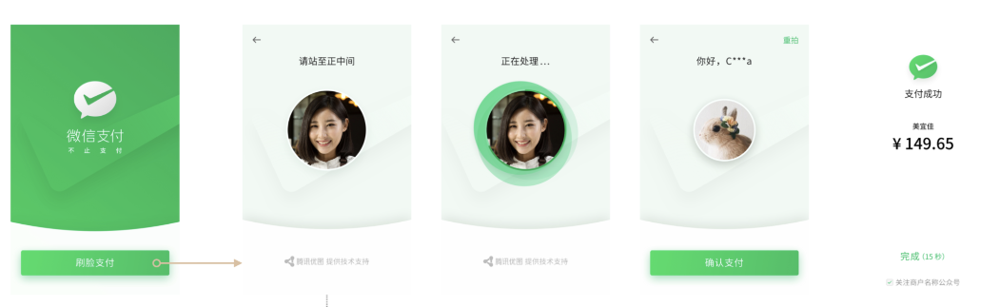 微信支付
不止支付
刷脸支付
请站至正中间
腾讯优图 提供技术支持
正在处理...
腾讯优图 提供技术支持
重拍
你好，C***a
确认支付
支付成功
美宜佳
¥149.65
完成 (15 秒)
关注商户名称公众号